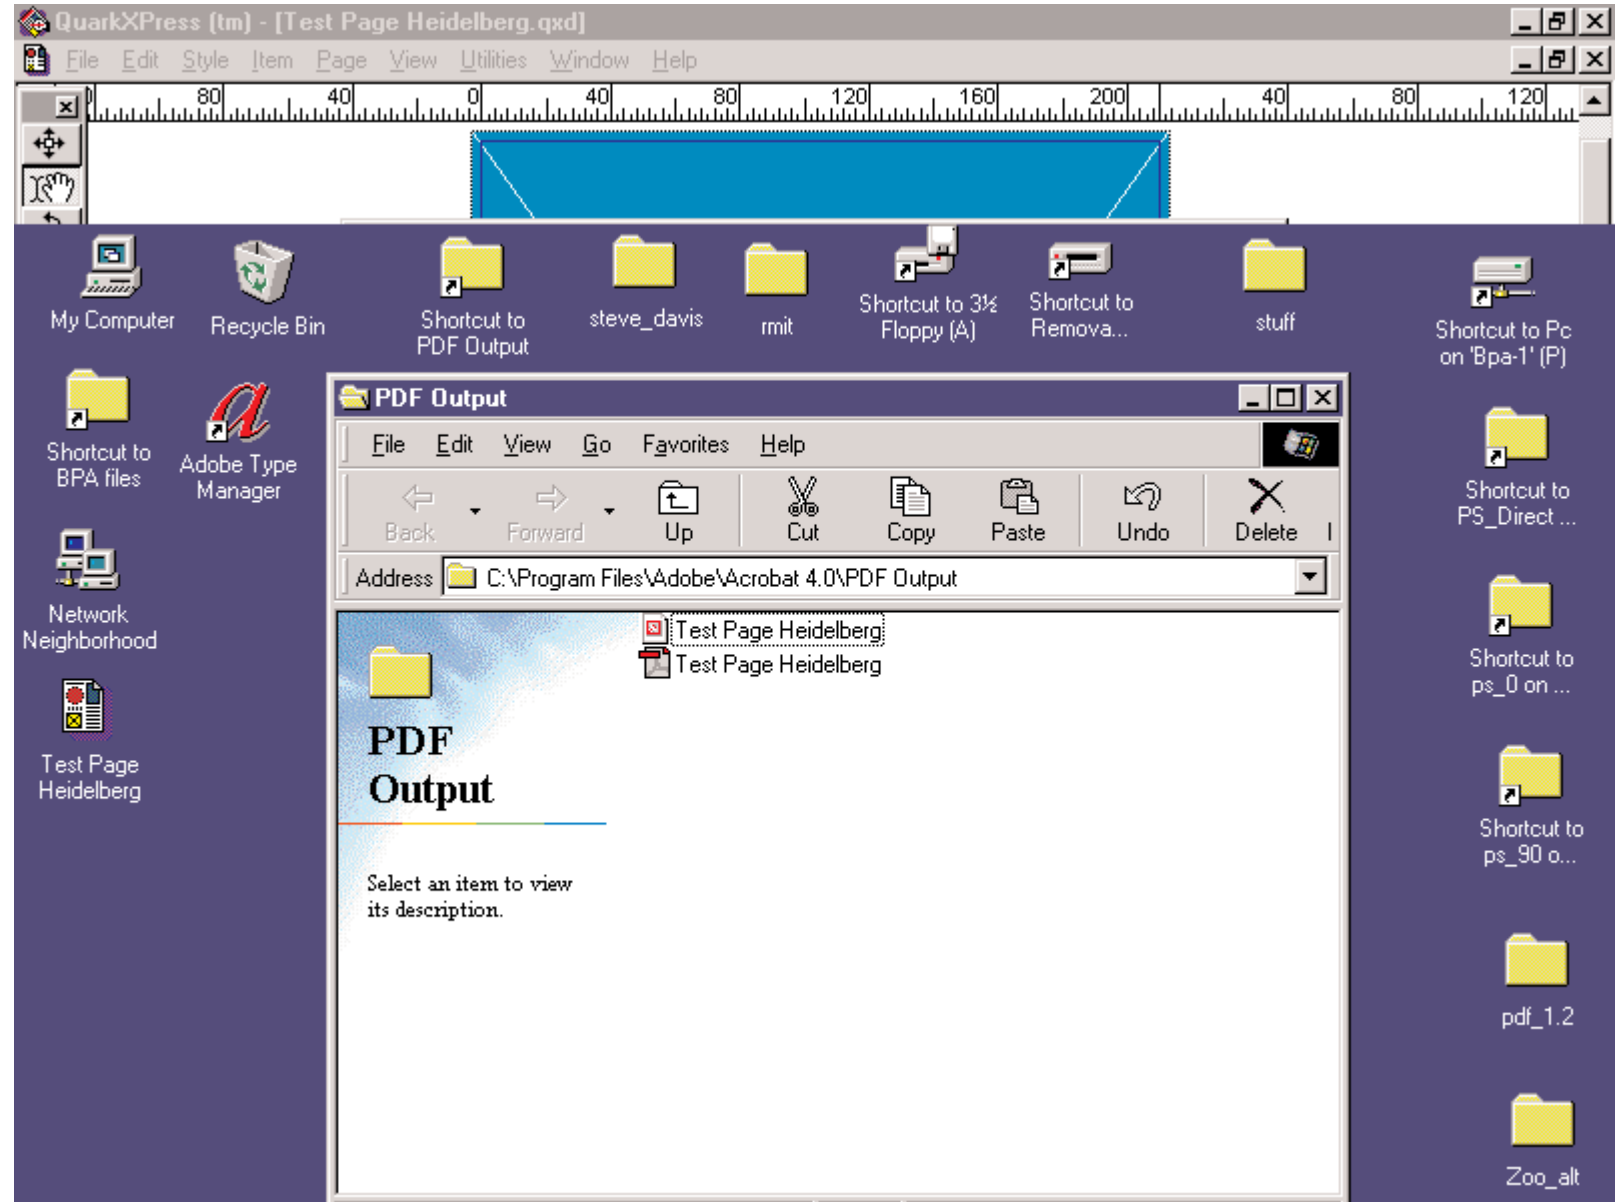 QuarkXPress (tm) - [Test Page Heidelberg.qxd]
File Edit Style Item Page View Utilities Window Help
80 40 0 40 80 120 160 200 40 80 120
My Computer
Recycle Bin
Shortcut to
PDF Output
steve_davis
rmit
Shortcut to 3½
Floppy (A)
Shortcut to
Remova...
stuff
Shortcut to Pc
on 'Bpa-1' (P)
Shortcut to
BPA files
Adobe Type
Manager
Network
Neighborhood
Test Page
Heidelberg
PDF Output
File Edit View Go Favorites Help
Back Forward Up Cut Copy Paste Undo Delete
Address C:\Program Files\Adobe\Acrobat 4.0\PDF Output
Test Page Heidelberg
Test Page Heidelberg
PDF
Output
Select an item to view
its description.
Shortcut to
PS_Direct ...
Shortcut to
ps_0 on ...
Shortcut to
ps_90 o...
pdf_1.2
Zoo_alt